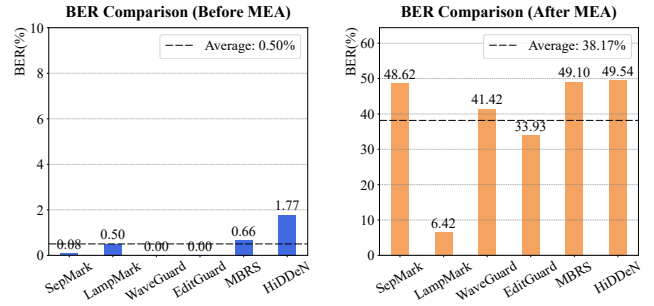 BER Comparison (Before MEA)
BER(%)
10
8
6
4
2
0
Average: 0.50%
0.08
0.50
0.00
0.00
0.66
1.77
SepMark
LampMark
WaveGuard
EditGuard
MBRS
HiDDeN
BER Comparison (After MEA)
BER(%)
60
50
40
30
20
10
0
Average: 38.17%
48.62
6.42
41.42
33.93
49.10
49.54
SepMark
LampMark
WaveGuard
EditGuard
MBRS
HiDDeN